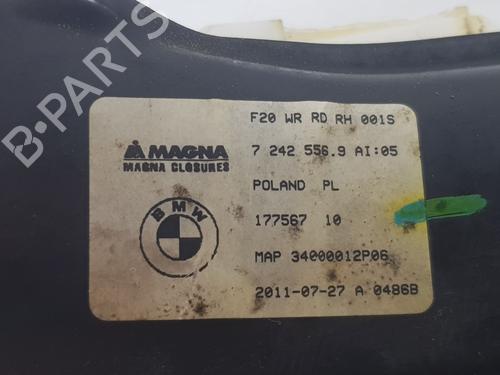 F20 WR RD RH 001S
MAGNA
MAGNA CLOSURES
7 242 556.9 AI:05
POLAND PL
BMW
177567 10
MAP 34000012P06
2011-07-27 A 0486B
B-PARTS